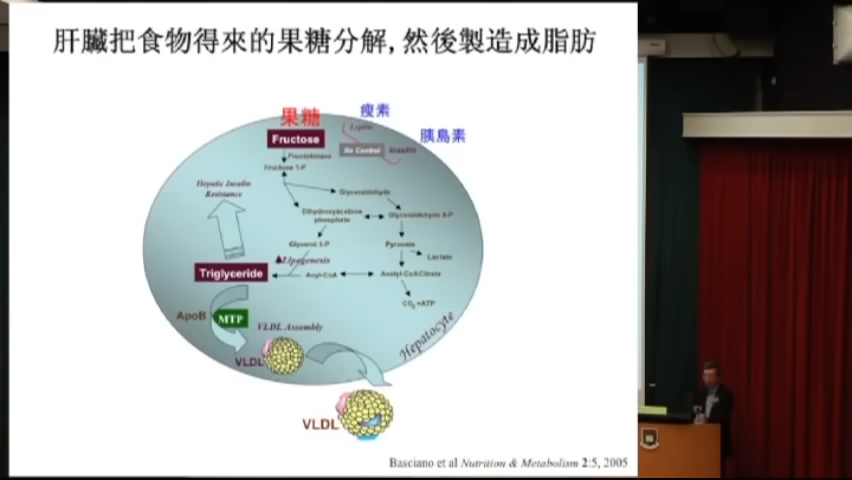 肝臟把食物得來的果糖分解, 然後製造成脂肪
果糖
瘦素
胰島素
Fructose
Leptin
No Control
Insulin
Fructokinase
Fructose 1-P
Hepatic Insulin
Resistance
Glyceraldehyde
Dihydroxyacetone
phosphate
Glyceraldehyde 3-P
Glycerol 3-P
Pyruvate
Lactate
Lipogenesis
Triglyceride
Acyl-CoA
Acetyl-CoA
Citrate
CO₂ +ATP
ApoB
MTP
VLDL Assembly
VLDL
Hepatocyte
VLDL
Basciano et al Nutrition & Metabolism 2:5, 2005